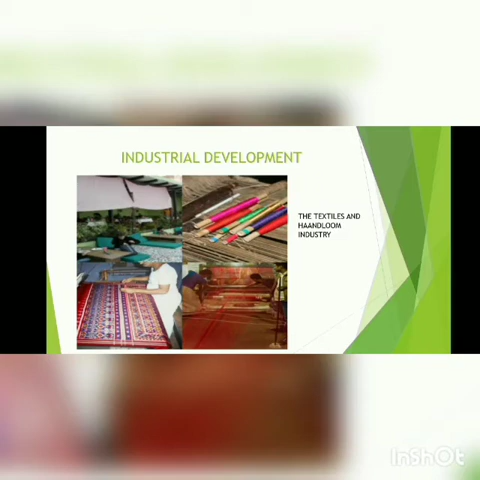 INDUSTRIAL DEVELOPMENT
THE TEXTILES AND
HAANDLOOM
INDUSTRY
InShOt